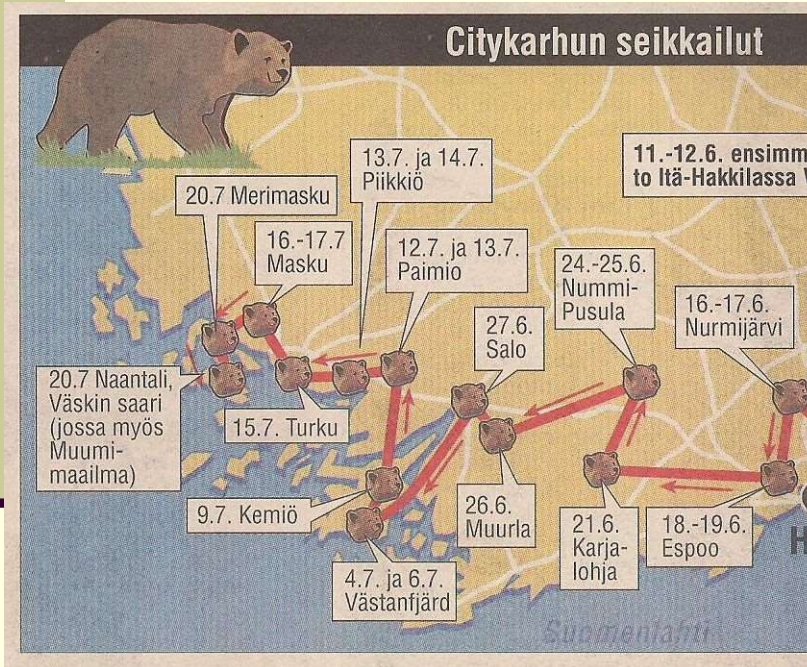 Citykarhun seikkailut
11.-12.6. ensimm
to Itä-Hakkilassa V
13.7. ja 14.7.
Piikkiö
20.7 Merimasku
16.-17.7
Masku
12.7. ja 13.7.
Paimio
24.-25.6.
Nummi-
Pusula
16.-17.6.
Nurmijärvi
27.6.
Salo
20.7 Naantali,
Väskin saari
(jossa myös
Muumi-
maailma)
15.7. Turku
9.7. Kemiö
26.6.
Muurla
21.6.
Karja-
lohja
18.-19.6.
Espoo
H
4.7. ja 6.7.
Västanfjärd
Suomenlahti